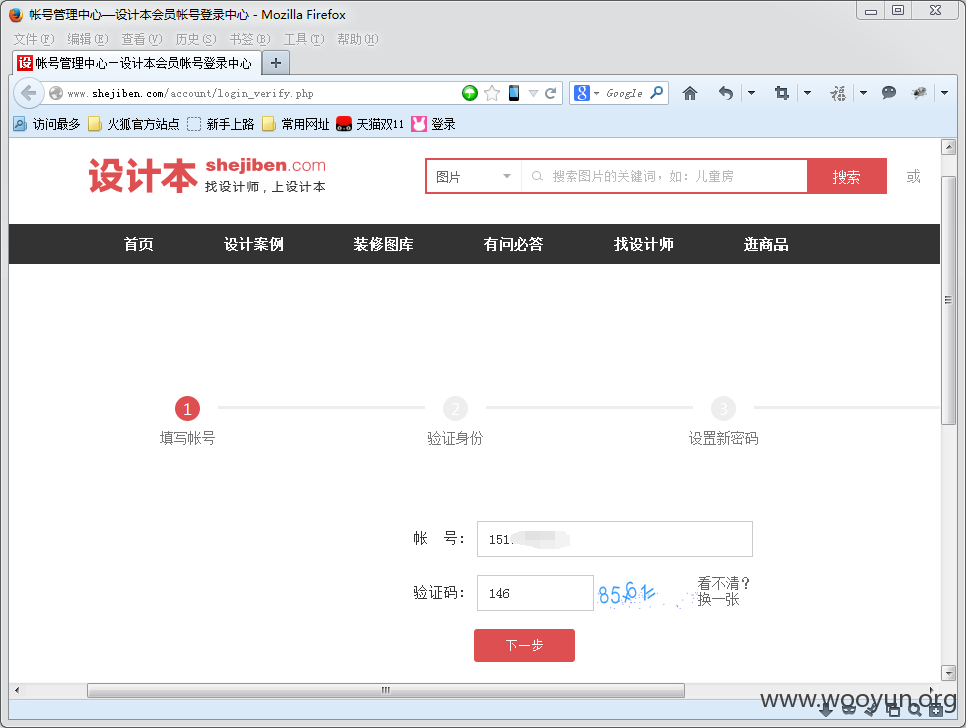 帐号管理中心—设计本会员帐号登录中心 - Mozilla Firefox
文件(F) 编辑(E) 查看(V) 历史(S) 书签(B) 工具(T) 帮助(H)
设 帐号管理中心—设计本会员帐号登录中心 +
www.shejiben.com/account/login_verify.php 8 Google
访问最多 火狐官方站点 新手上路 常用网址 天猫双11 登录
设计本 shejiben.com
找设计师，上设计本
图片 搜索图片的关键词，如：儿童房 搜索 或
首页 设计案例 装修图库 有问必答 找设计师 逛商品
1 2 3
填写帐号 验证身份 设置新密码
帐 号： 151
验证码： 146 8561 看不清？
换一张
下一步
www.wooyun.org